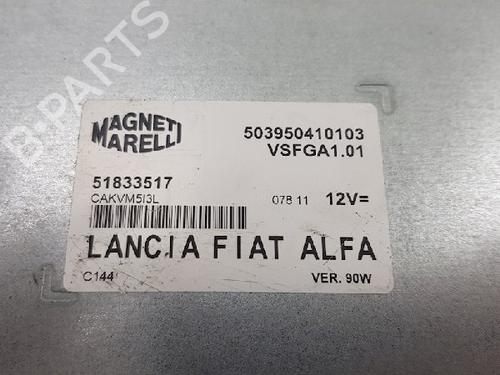 B-PARTS
MAGNETI
MARELLI
503950410103
VSFGA1.01
51833517
CAKVM5I3L
078 11
12V=
LANCIA FIAT ALFA
C144
VER. 90W